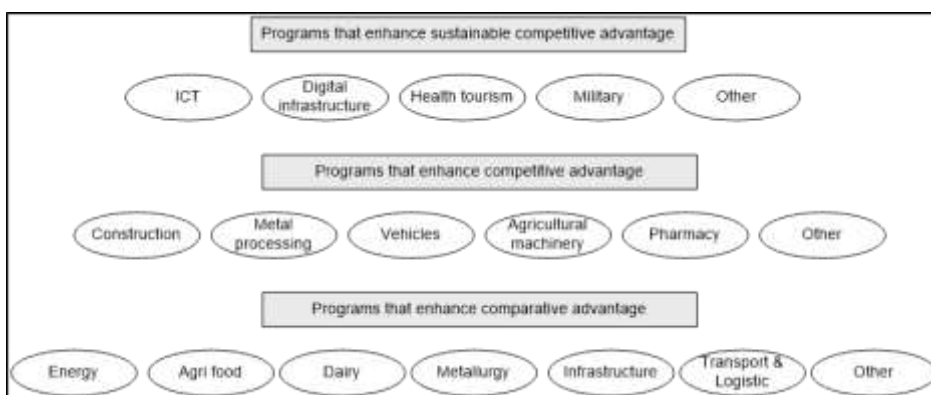 Programs that enhance sustainable competitive advantage
ICT
Digital
infrastructure
Health tourism
Military
Other
Programs that enhance competitive advantage
Construction
Metal
processing
Vehicles
Agricultural
machinery
Pharmacy
Other
Programs that enhance comparative advantage
Energy
Agri food
Dairy
Metallurgy
Infrastructure
Transport &
Logistic
Other